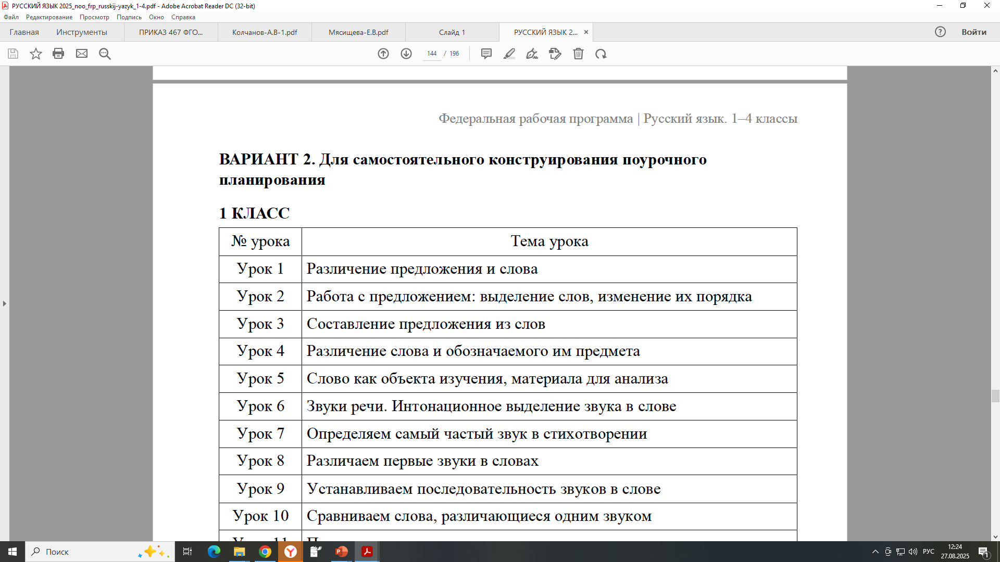 РУССКИЙ ЯЗЫК 2025_noo_frp_russkij-yazyk_1-4.pdf - Adobe Acrobat Reader DC (32-bit)
Файл Редактирование Просмотр Подпись Окно Справка
Главная Инструменты ПРИКАЗ 467 ФГО... Колчанов-А.В-1.pdf Мясищева-Е.В.pdf Слайд 1 РУССКИЙ ЯЗЫК 2... × Войти
144 / 196
Федеральная рабочая программа | Русский язык. 1–4 классы
ВАРИАНТ 2. Для самостоятельного конструирования поурочного
планирования
1 КЛАСС
№ урока Тема урока
Урок 1 Различение предложения и слова
Урок 2 Работа с предложением: выделение слов, изменение их порядка
Урок 3 Составление предложения из слов
Урок 4 Различение слова и обозначаемого им предмета
Урок 5 Слово как объекта изучения, материала для анализа
Урок 6 Звуки речи. Интонационное выделение звука в слове
Урок 7 Определяем самый частый звук в стихотворении
Урок 8 Различаем первые звуки в словах
Урок 9 Устанавливаем последовательность звуков в слове
Урок 10 Сравниваем слова, различающиеся одним звуком
Урок 11
Поиск
РУС
12:24
27.08.2025
1